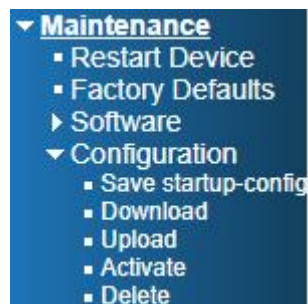 Maintenance
Restart Device
Factory Defaults
Software
Configuration
Save startup-config
Download
Upload
Activate
Delete